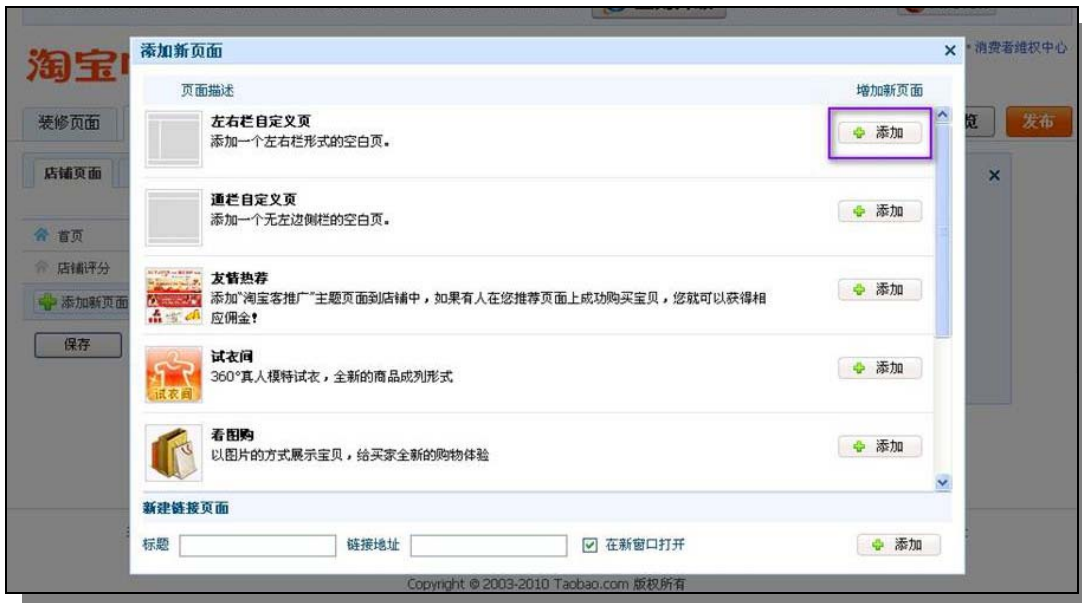 添加新页面
消费者维权中心
淘宝
页面描述
增加新页面
装修页面
左右栏自定义页
添加一个左右栏形式的空白页。
添加
览
发布
店铺页面
通栏自定义页
添加一个无左边侧栏的空白页。
添加
首页
店铺评分
添加新页面
友情热荐
添加"淘宝客推广"主题页面到店铺中，如果有人在您推荐页面上成功购买宝贝，您就可以获得相
应佣金！
添加
保存
试衣间
试衣间
360°真人模特试衣，全新的商品成列形式
添加
看图购
以图片的方式展示宝贝，给买家全新的购物体验
添加
新建链接页面
标题
链接地址
在新窗口打开
添加
Copyright © 2003-2010 Taobao.com 版权所有